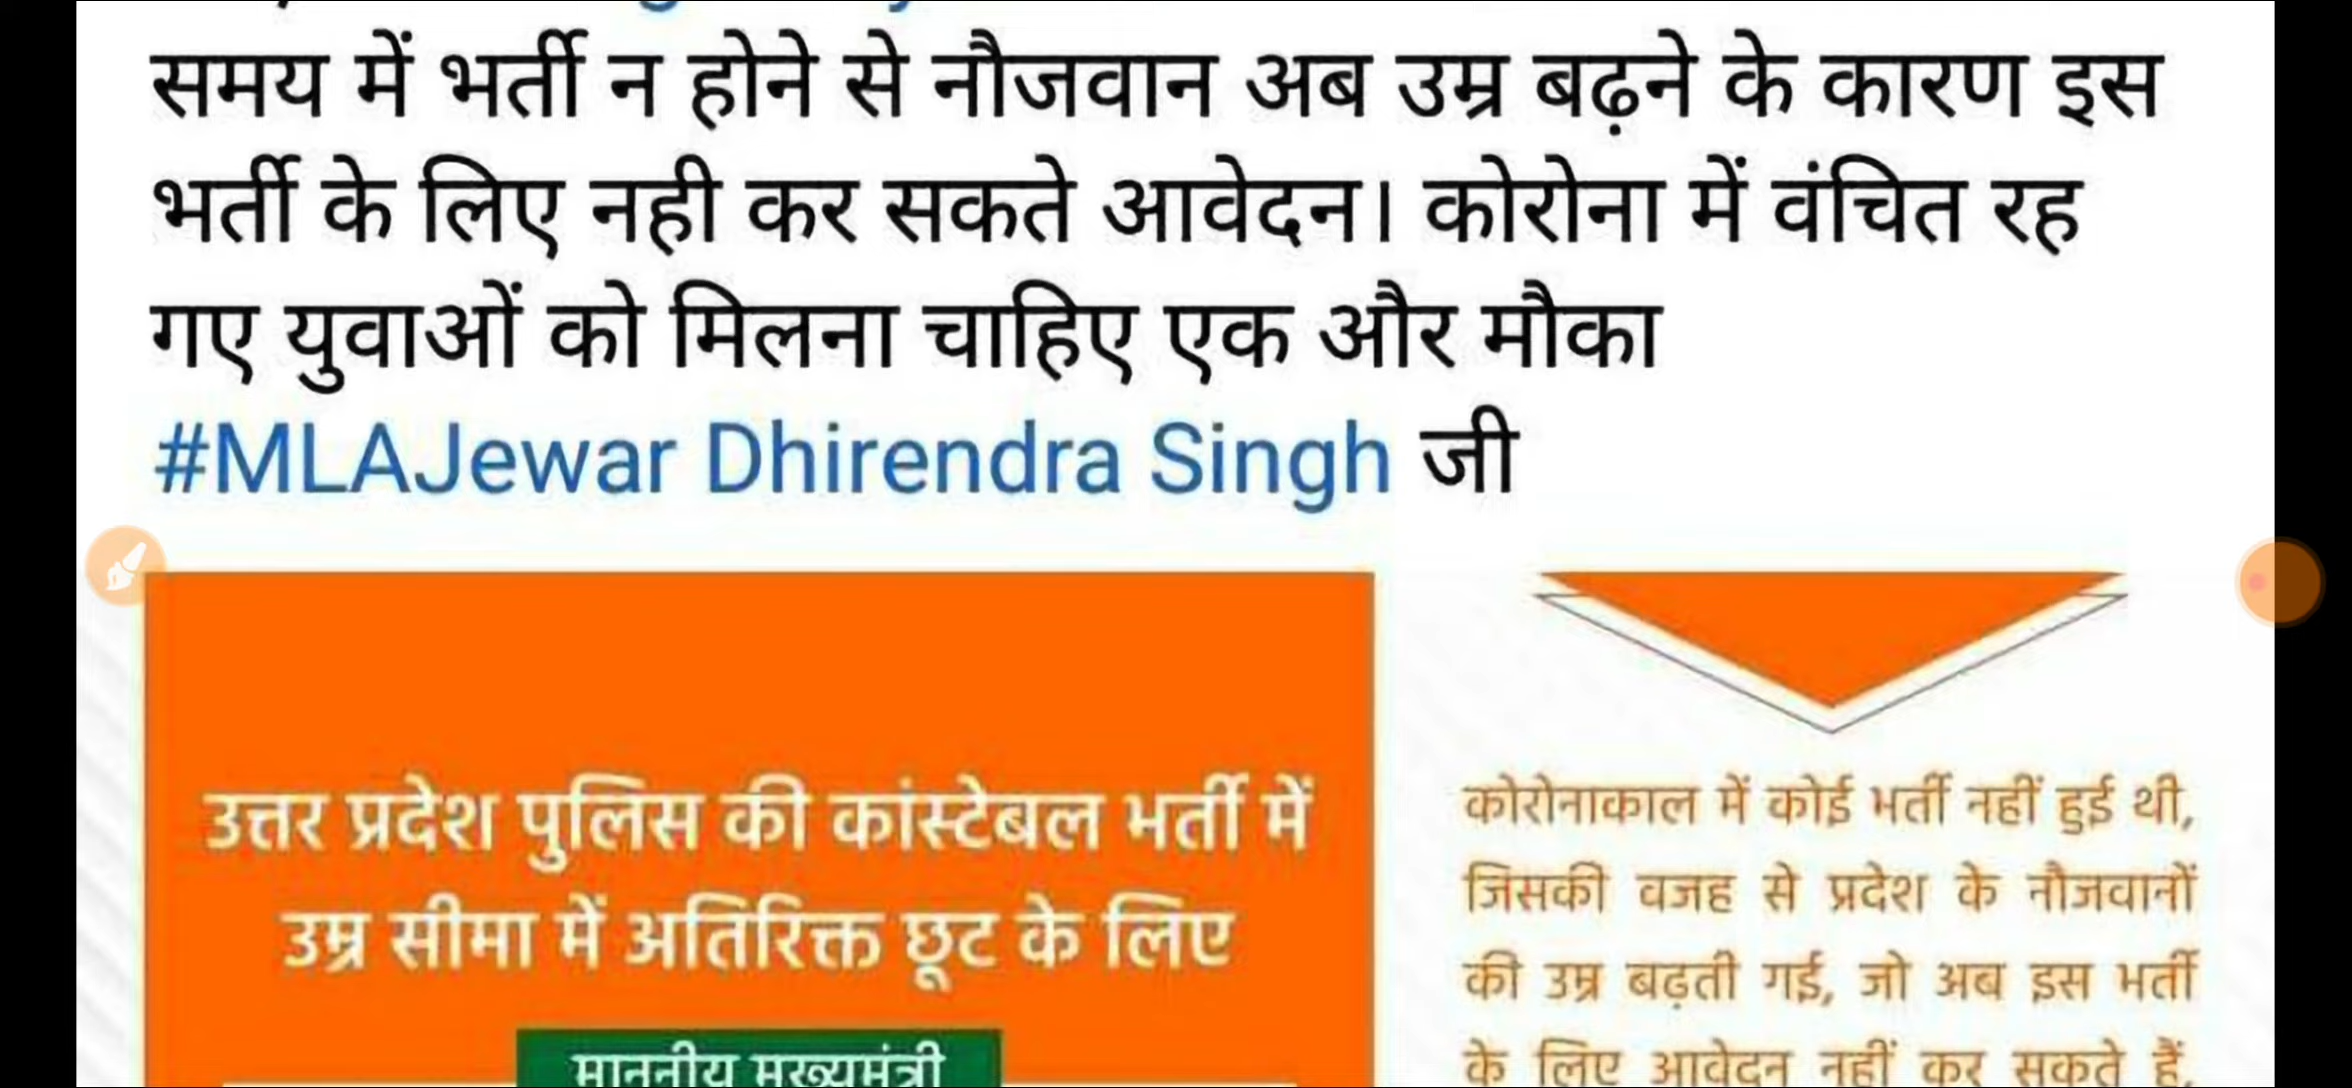 समय में भर्ती न होने से नौजवान अब उम्र बढ़ने के कारण इस
भर्ती के लिए नही कर सकते आवेदन। कोरोना में वंचित रह
गए युवाओं को मिलना चाहिए एक और मौका
#MLAJewar Dhirendra Singh जी
उत्तर प्रदेश पुलिस की कांस्टेबल भर्ती में
उम्र सीमा में अतिरिक्त छूट के लिए
माननीय मुख्यमंत्री
कोरोनाकाल में कोई भर्ती नहीं हुई थी,
जिसकी वजह से प्रदेश के नौजवानों
की उम्र बढ़ती गई, जो अब इस भर्ती
के लिए आवेदन नहीं कर सकते हैं,